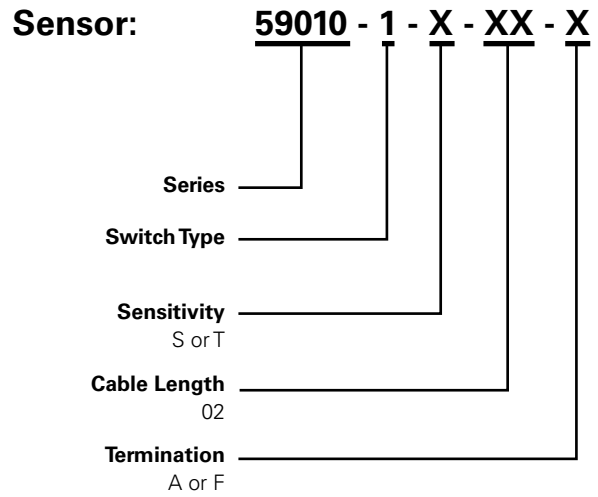 Sensor: 59010 - 1 - X - XX - X
Series
Switch Type
Sensitivity
S or T
Cable Length
02
Termination
A or F